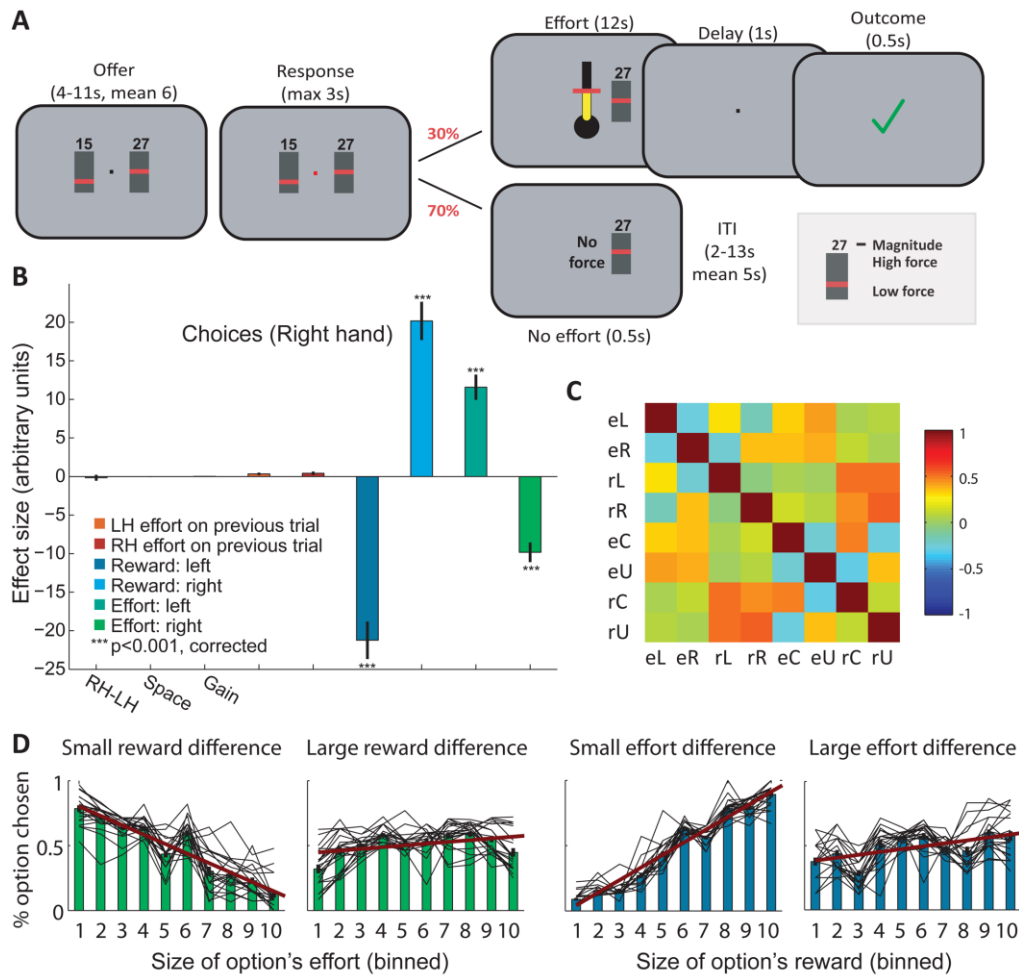 A
Offer
(4-11s, mean 6)
15
27
Response
(max 3s)
15
27
30%
70%
Effort (12s)
27
Delay (1s)
Outcome
(0.5s)
27
No
force
No effort (0.5s)
ITI
(2-13s
mean 5s)
27 Magnitude
High force
Low force
B
Choices (Right hand)
Effect size (arbitrary units)
20
15
10
5
0
−5
−10
−15
−20
−25
***
***
***
***
LH effort on previous trial
RH effort on previous trial
Reward: left
Reward: right
Effort: left
Effort: right
***p<0.001, corrected
RH-LH
Space
Gain
C
eL
eR
rL
rR
eC
eU
rC
rU
eL eR rL rR eC eU rC rU
1
0.5
0
-0.5
-1
D
Small reward difference
Large reward difference
Small effort difference
Large effort difference
% option chosen
1
0.5
0
1 2 3 4 5 6 7 8 9 10
1 2 3 4 5 6 7 8 9 10
1 2 3 4 5 6 7 8 9 10
1 2 3 4 5 6 7 8 9 10
Size of option's effort (binned)
Size of option's reward (binned)